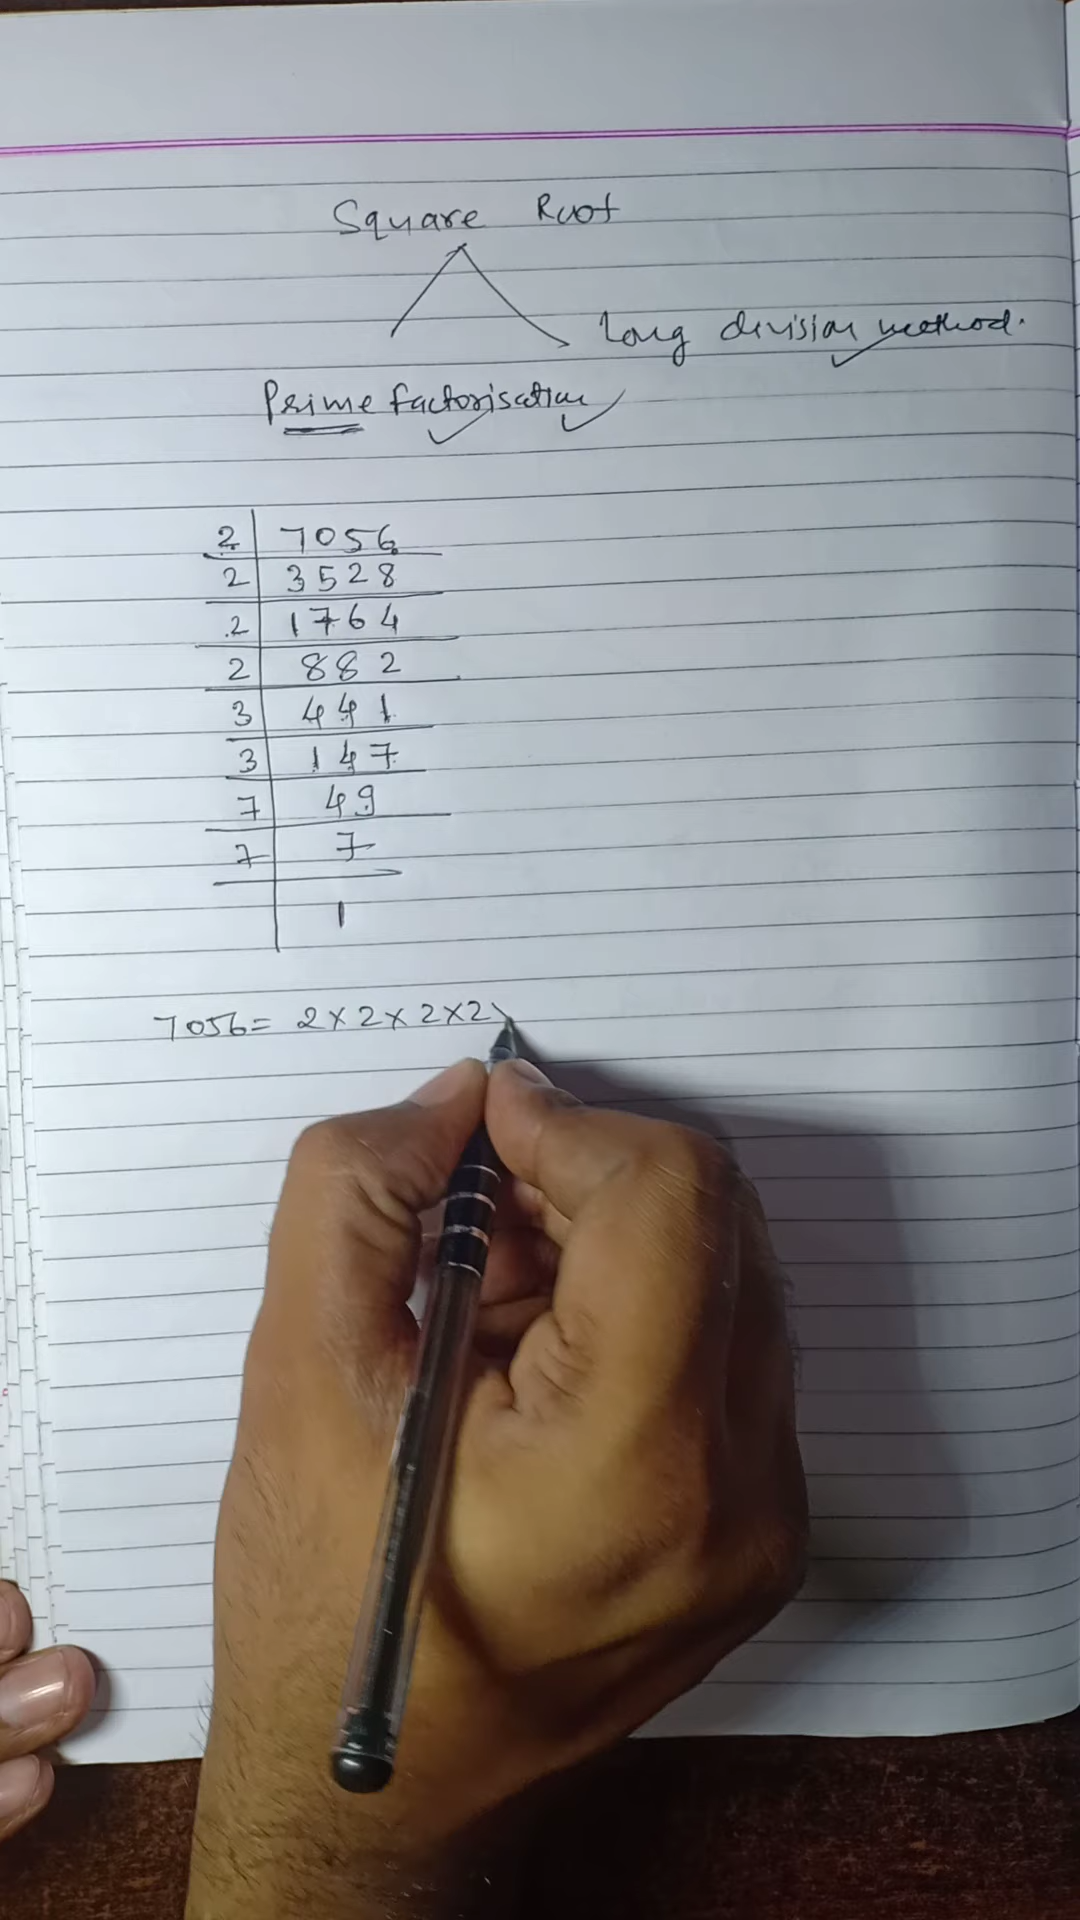 Square Root
Long division method.
Prime factorisation
2 7056
2 3528
2 1764
2 882
3 441
3 147
7 49
7 7
1
7056 = 2 × 2 × 2 × 2 ×